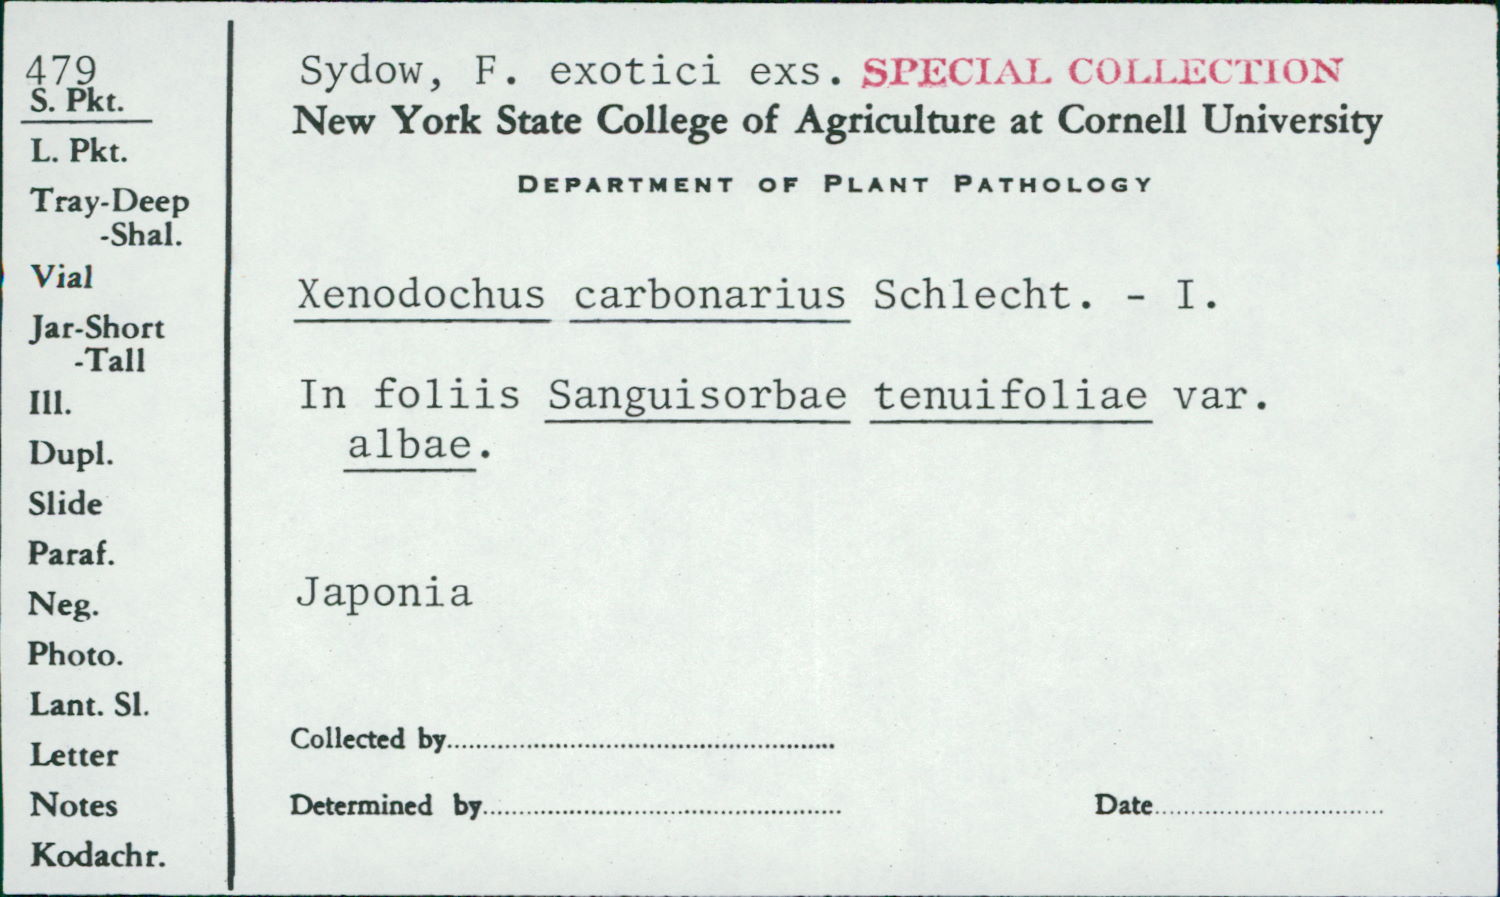 479
S. Pkt.
L. Pkt.
Tray-Deep
-Shal.
Vial
Jar-Short
-Tall
Ill.
Dupl.
Slide
Paraf.
Neg.
Photo.
Lant. Sl.
Letter
Notes
Kodachr.
Sydow, F. exotici exs. SPECIAL COLLECTION
New York State College of Agriculture at Cornell University
DEPARTMENT OF PLANT PATHOLOGY
Xenodochus carbonarius Schlecht. - I.
In foliis Sanguisorbae tenuifoliae var.
albae.
Japonia
Collected by
Determined by
Date